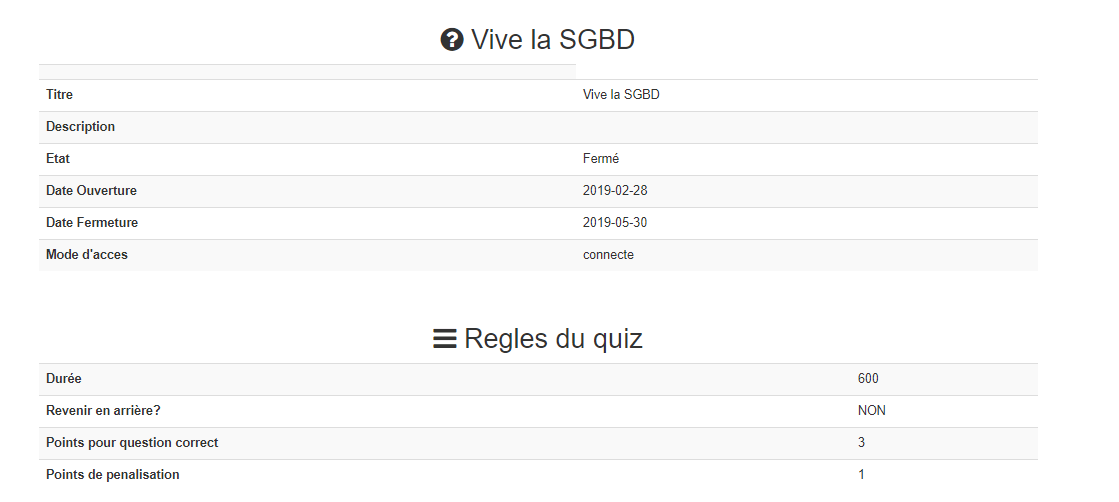 Vive la SGBD
Titre Vive la SGBD
Description
Etat Fermé
Date Ouverture 2019-02-28
Date Fermeture 2019-05-30
Mode d'acces connecte
Regles du quiz
Durée 600
Revenir en arrière? NON
Points pour question correct 3
Points de penalisation 1